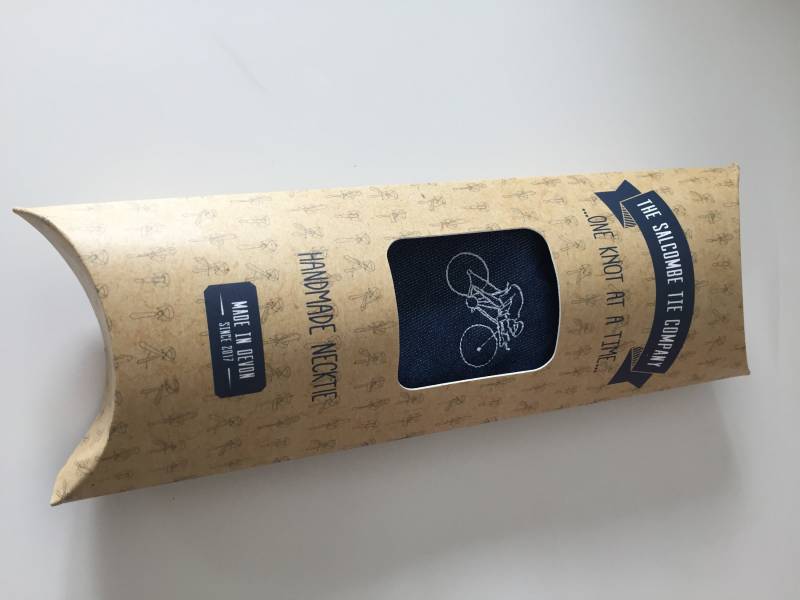 THE SALCOMBE TIE COMPANY
...ONE KNOT AT A TIME...
HANDMADE NECKTIE
MADE IN DEVON
SINCE 2017